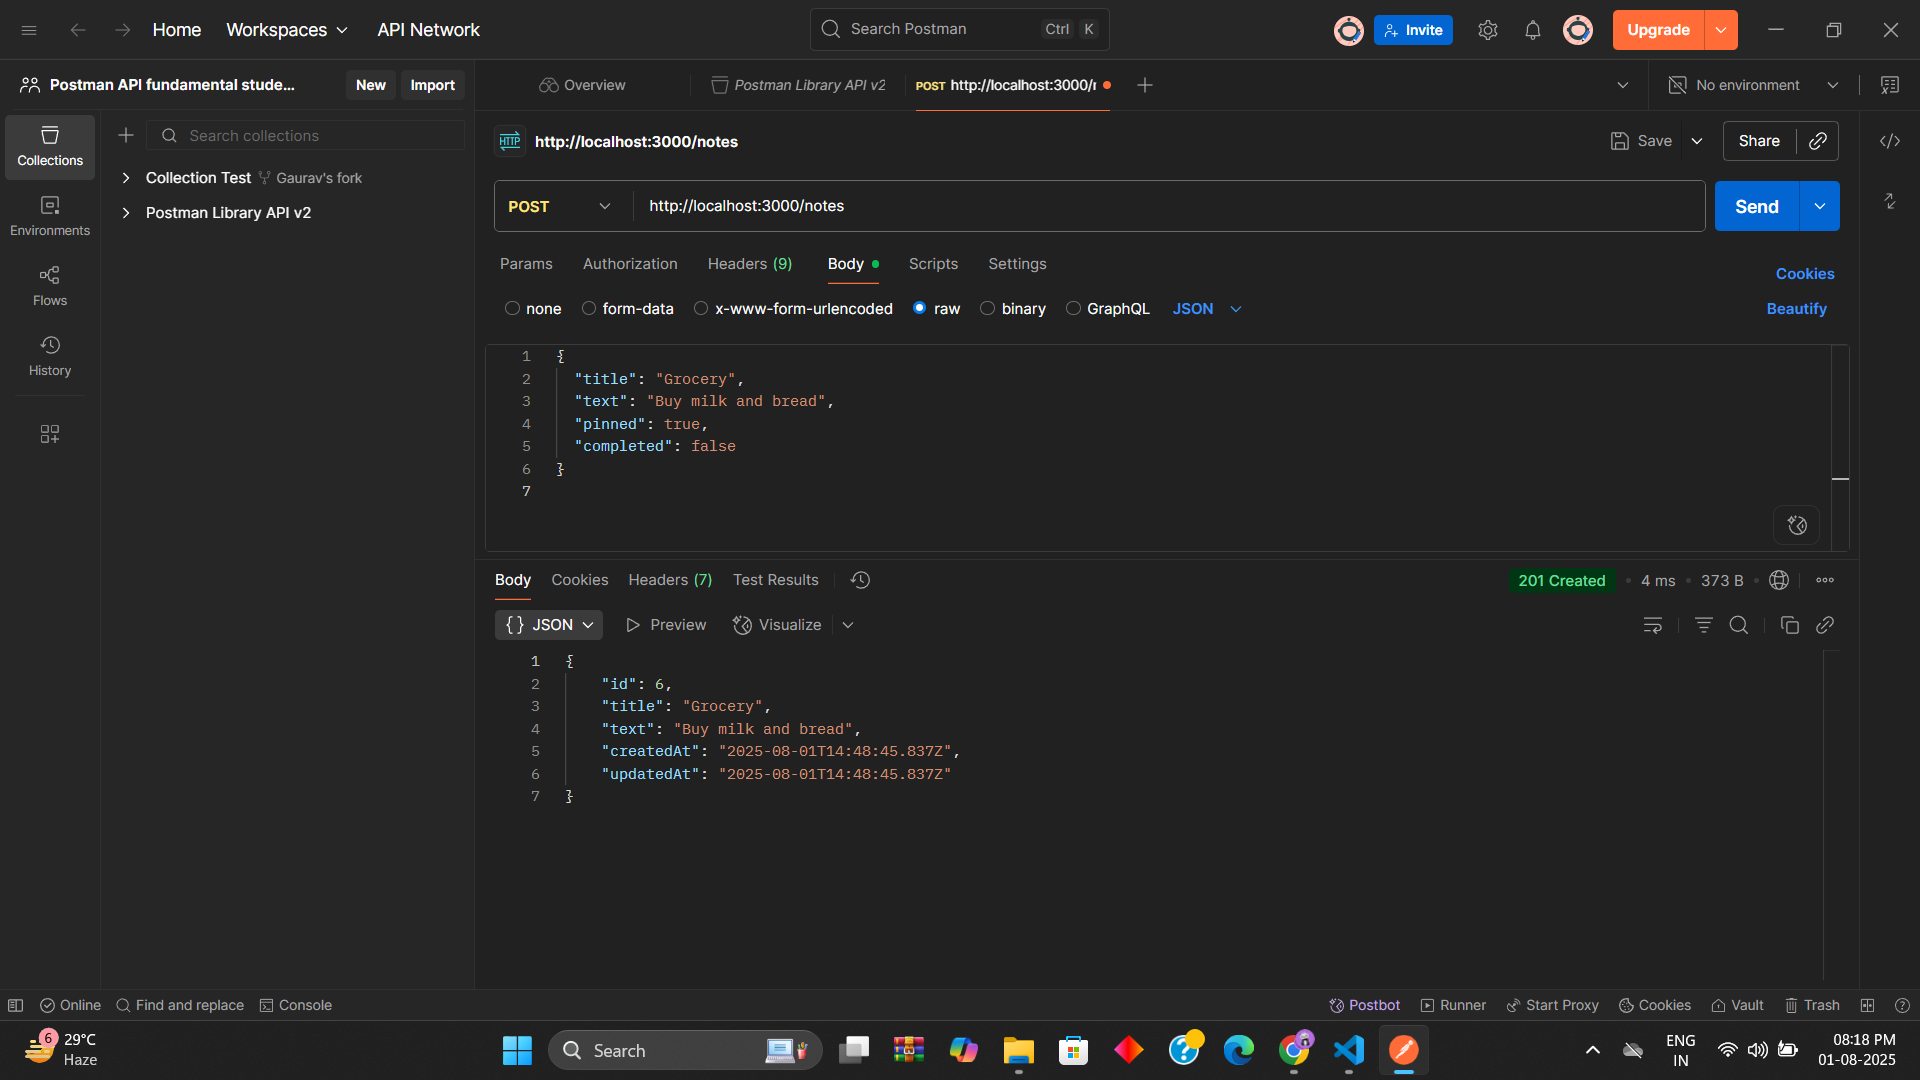 Home
Workspaces
API Network
Search Postman
Ctrl K
Invite
Upgrade
Postman API fundamental stude...
New
Import
Overview
Postman Library API v2
POST http://localhost:3000/
No environment
Collections
Search collections
Collection Test Gaurav's fork
Postman Library API v2
Environments
Flows
History
HTTP http://localhost:3000/notes
Save
Share
POST
http://localhost:3000/notes
Send
Params
Authorization
Headers (9)
Body
Scripts
Settings
Cookies
none
form-data
x-www-form-urlencoded
raw
binary
GraphQL
JSON
Beautify
1 {
2 "title": "Grocery",
3 "text": "Buy milk and bread",
4 "pinned": true,
5 "completed": false
6 }
7
Body
Cookies
Headers (7)
Test Results
201 Created
4 ms
373 B
{} JSON
Preview
Visualize
1 {
2 "id": 6,
3 "title": "Grocery",
4 "text": "Buy milk and bread",
5 "createdAt": "2025-08-01T14:48:45.837Z",
6 "updatedAt": "2025-08-01T14:48:45.837Z"
7 }
Online
Find and replace
Console
Postbot
Runner
Start Proxy
Cookies
Vault
Trash
6
29°C
Haze
Search
ENG
IN
08:18 PM
01-08-2025